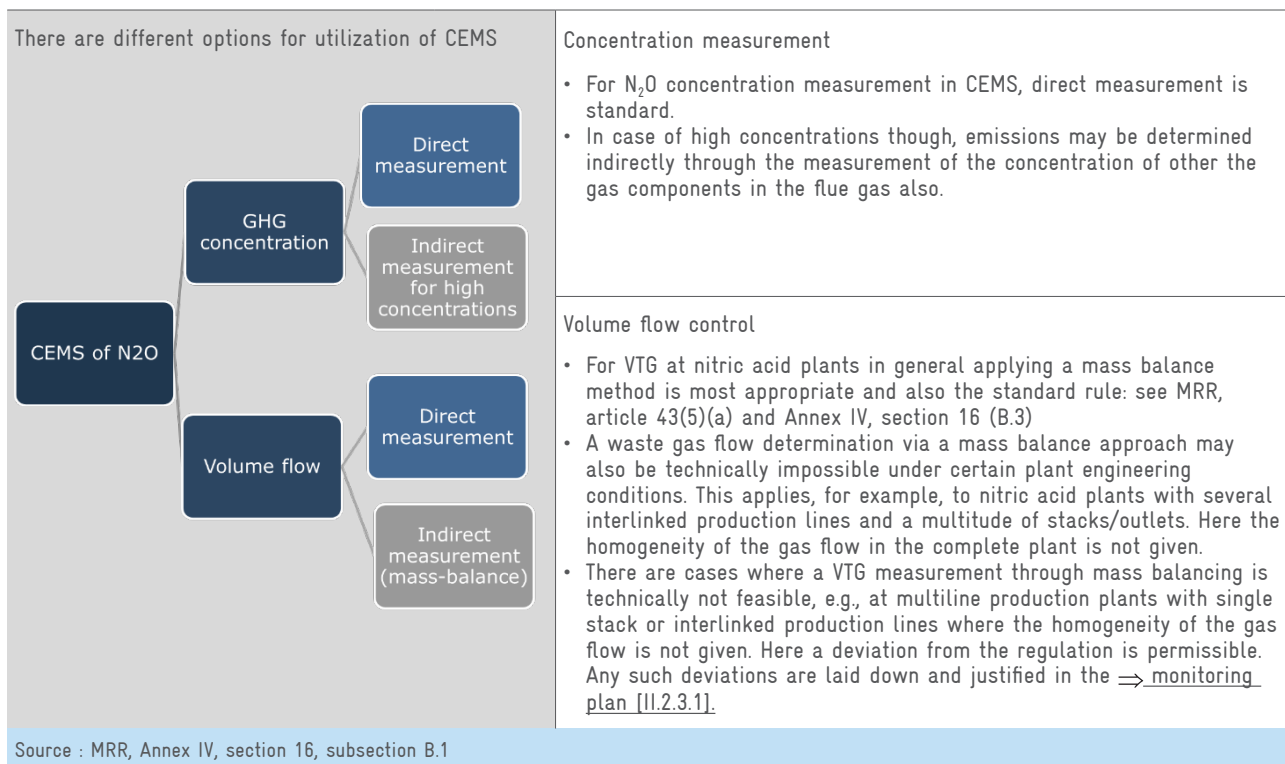 There are different options for utilization of CEMS
CEMS of N2O
GHG
concentration
Direct
measurement
Indirect
measurement
for high
concentrations
Volume flow
Direct
measurement
Indirect
measurement
(mass-balance)
Concentration measurement
• For N₂O concentration measurement in CEMS, direct measurement is
standard.
• In case of high concentrations though, emissions may be determined
indirectly through the measurement of the concentration of other the
gas components in the flue gas also.
Volume flow control
• For VTG at nitric acid plants in general applying a mass balance
method is most appropriate and also the standard rule: see MRR,
article 43(5)(a) and Annex IV, section 16 (B.3)
• A waste gas flow determination via a mass balance approach may
also be technically impossible under certain plant engineering
conditions. This applies, for example, to nitric acid plants with several
interlinked production lines and a multitude of stacks/outlets. Here the
homogeneity of the gas flow in the complete plant is not given.
• There are cases where a VTG measurement through mass balancing is
technically not feasible, e.g., at multiline production plants with single
stack or interlinked production lines where the homogeneity of the gas
flow is not given. Here a deviation from the regulation is permissible.
Any such deviations are laid down and justified in the ⇒ monitoring
plan [II.2.3.1].
Source : MRR, Annex IV, section 16, subsection B.1